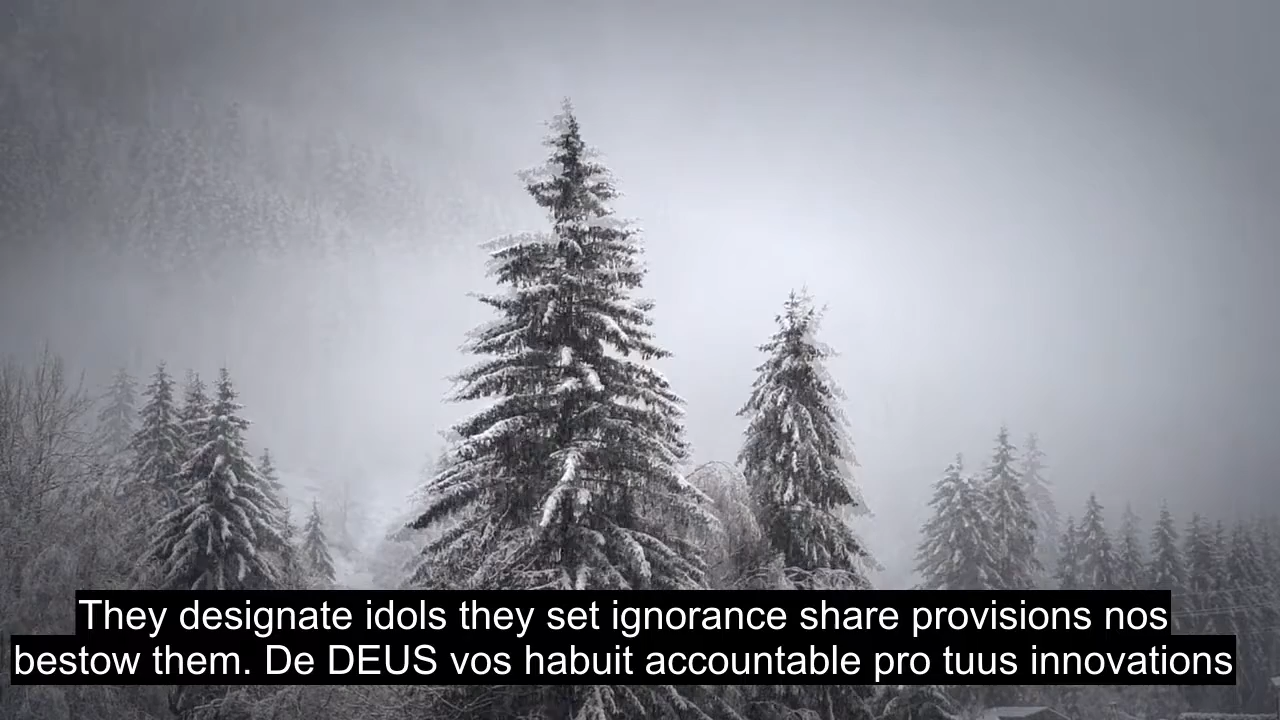 They designate idols they set ignorance share provisions nos
bestow them. De DEUS vos habuit accountable pro tuus innovations